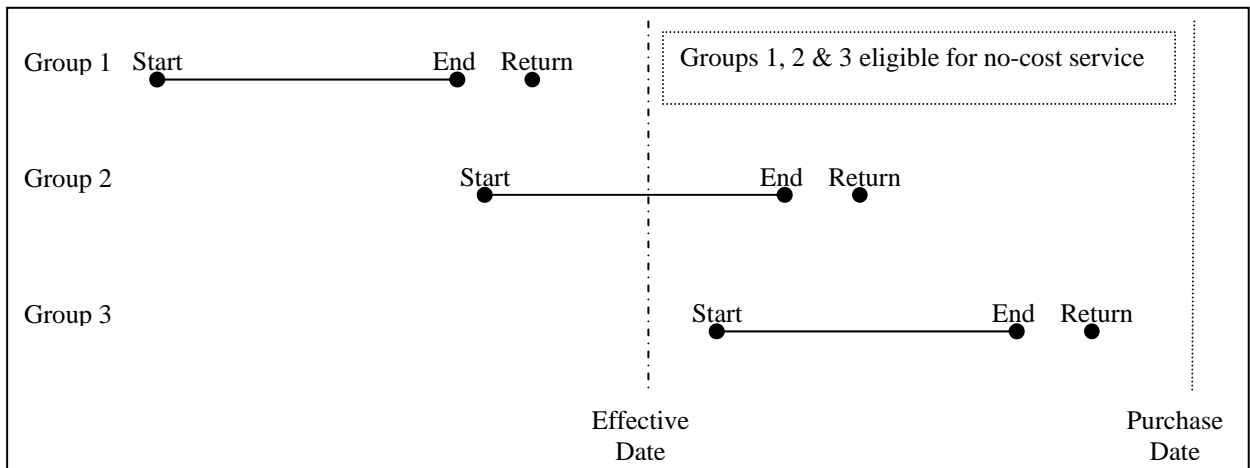 Group 1 Start End Return
Groups 1, 2 & 3 eligible for no-cost service
Group 2 Start End Return
Group 3 Start End Return
Effective
Date
Purchase
Date